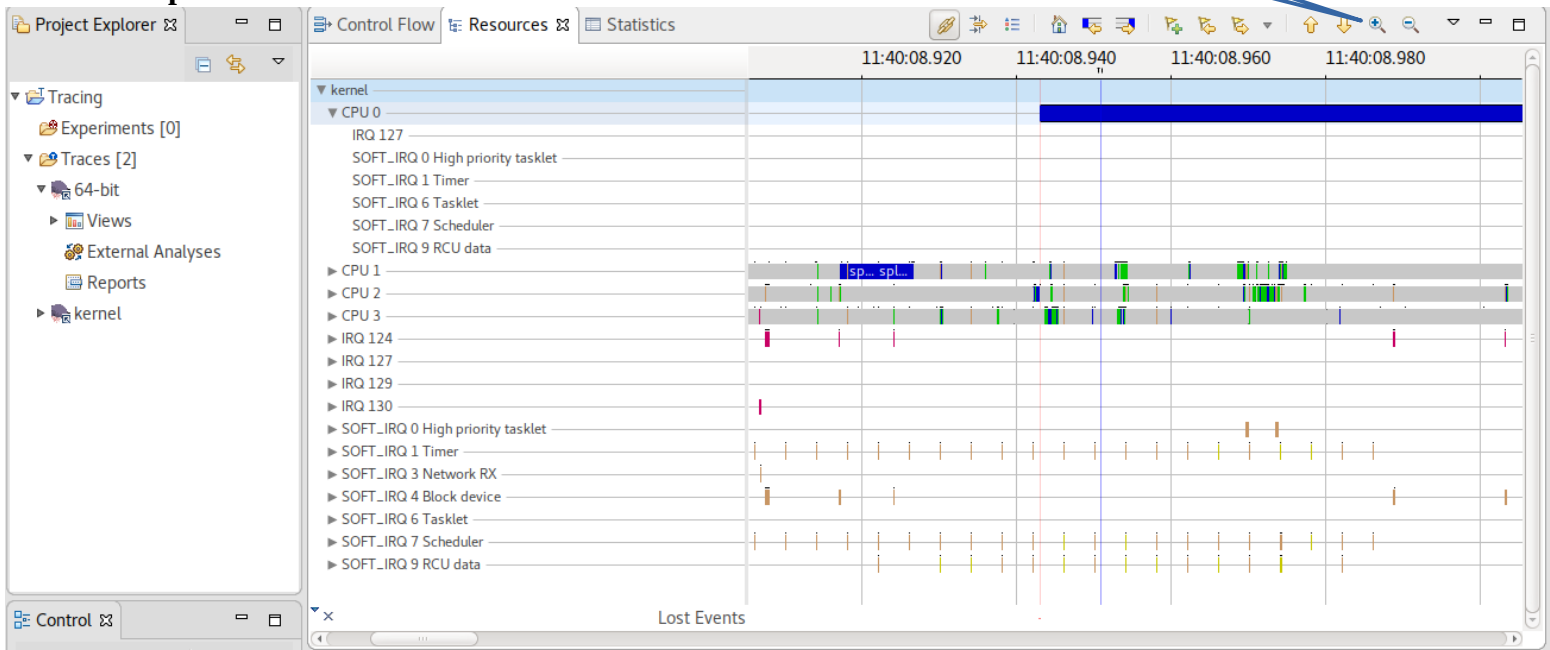 Project Explorer
Control Flow
Resources
Statistics
11:40:08.920
11:40:08.940
11:40:08.960
11:40:08.980
Tracing
Experiments [0]
Traces [2]
64-bit
Views
External Analyses
Reports
kernel
kernel
CPU 0
IRQ 127
SOFT_IRQ 0 High priority tasklet
SOFT_IRQ 1 Timer
SOFT_IRQ 6 Tasklet
SOFT_IRQ 7 Scheduler
SOFT_IRQ 9 RCU data
CPU 1
sp... spl...
CPU 2
CPU 3
IRQ 124
IRQ 127
IRQ 129
IRQ 130
SOFT_IRQ 0 High priority tasklet
SOFT_IRQ 1 Timer
SOFT_IRQ 3 Network RX
SOFT_IRQ 4 Block device
SOFT_IRQ 6 Tasklet
SOFT_IRQ 7 Scheduler
SOFT_IRQ 9 RCU data
Lost Events
Control